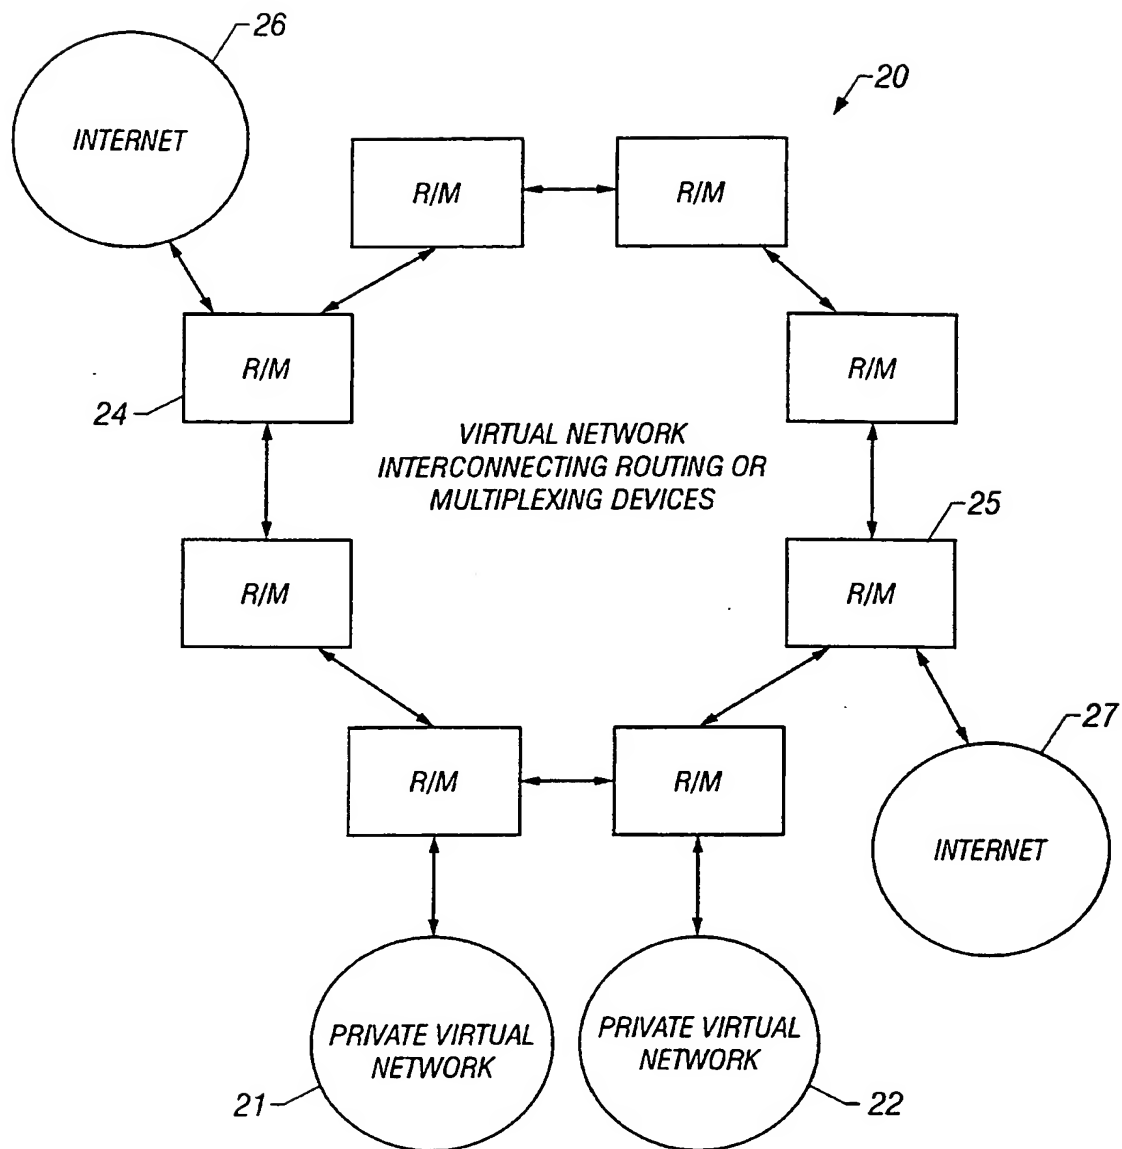 26
20
INTERNET
R/M
R/M
R/M
R/M
24
VIRTUAL NETWORK
INTERCONNECTING ROUTING OR
MULTIPLEXING DEVICES
25
R/M
R/M
27
R/M
R/M
INTERNET
PRIVATE VIRTUAL
NETWORK
PRIVATE VIRTUAL
NETWORK
21
22